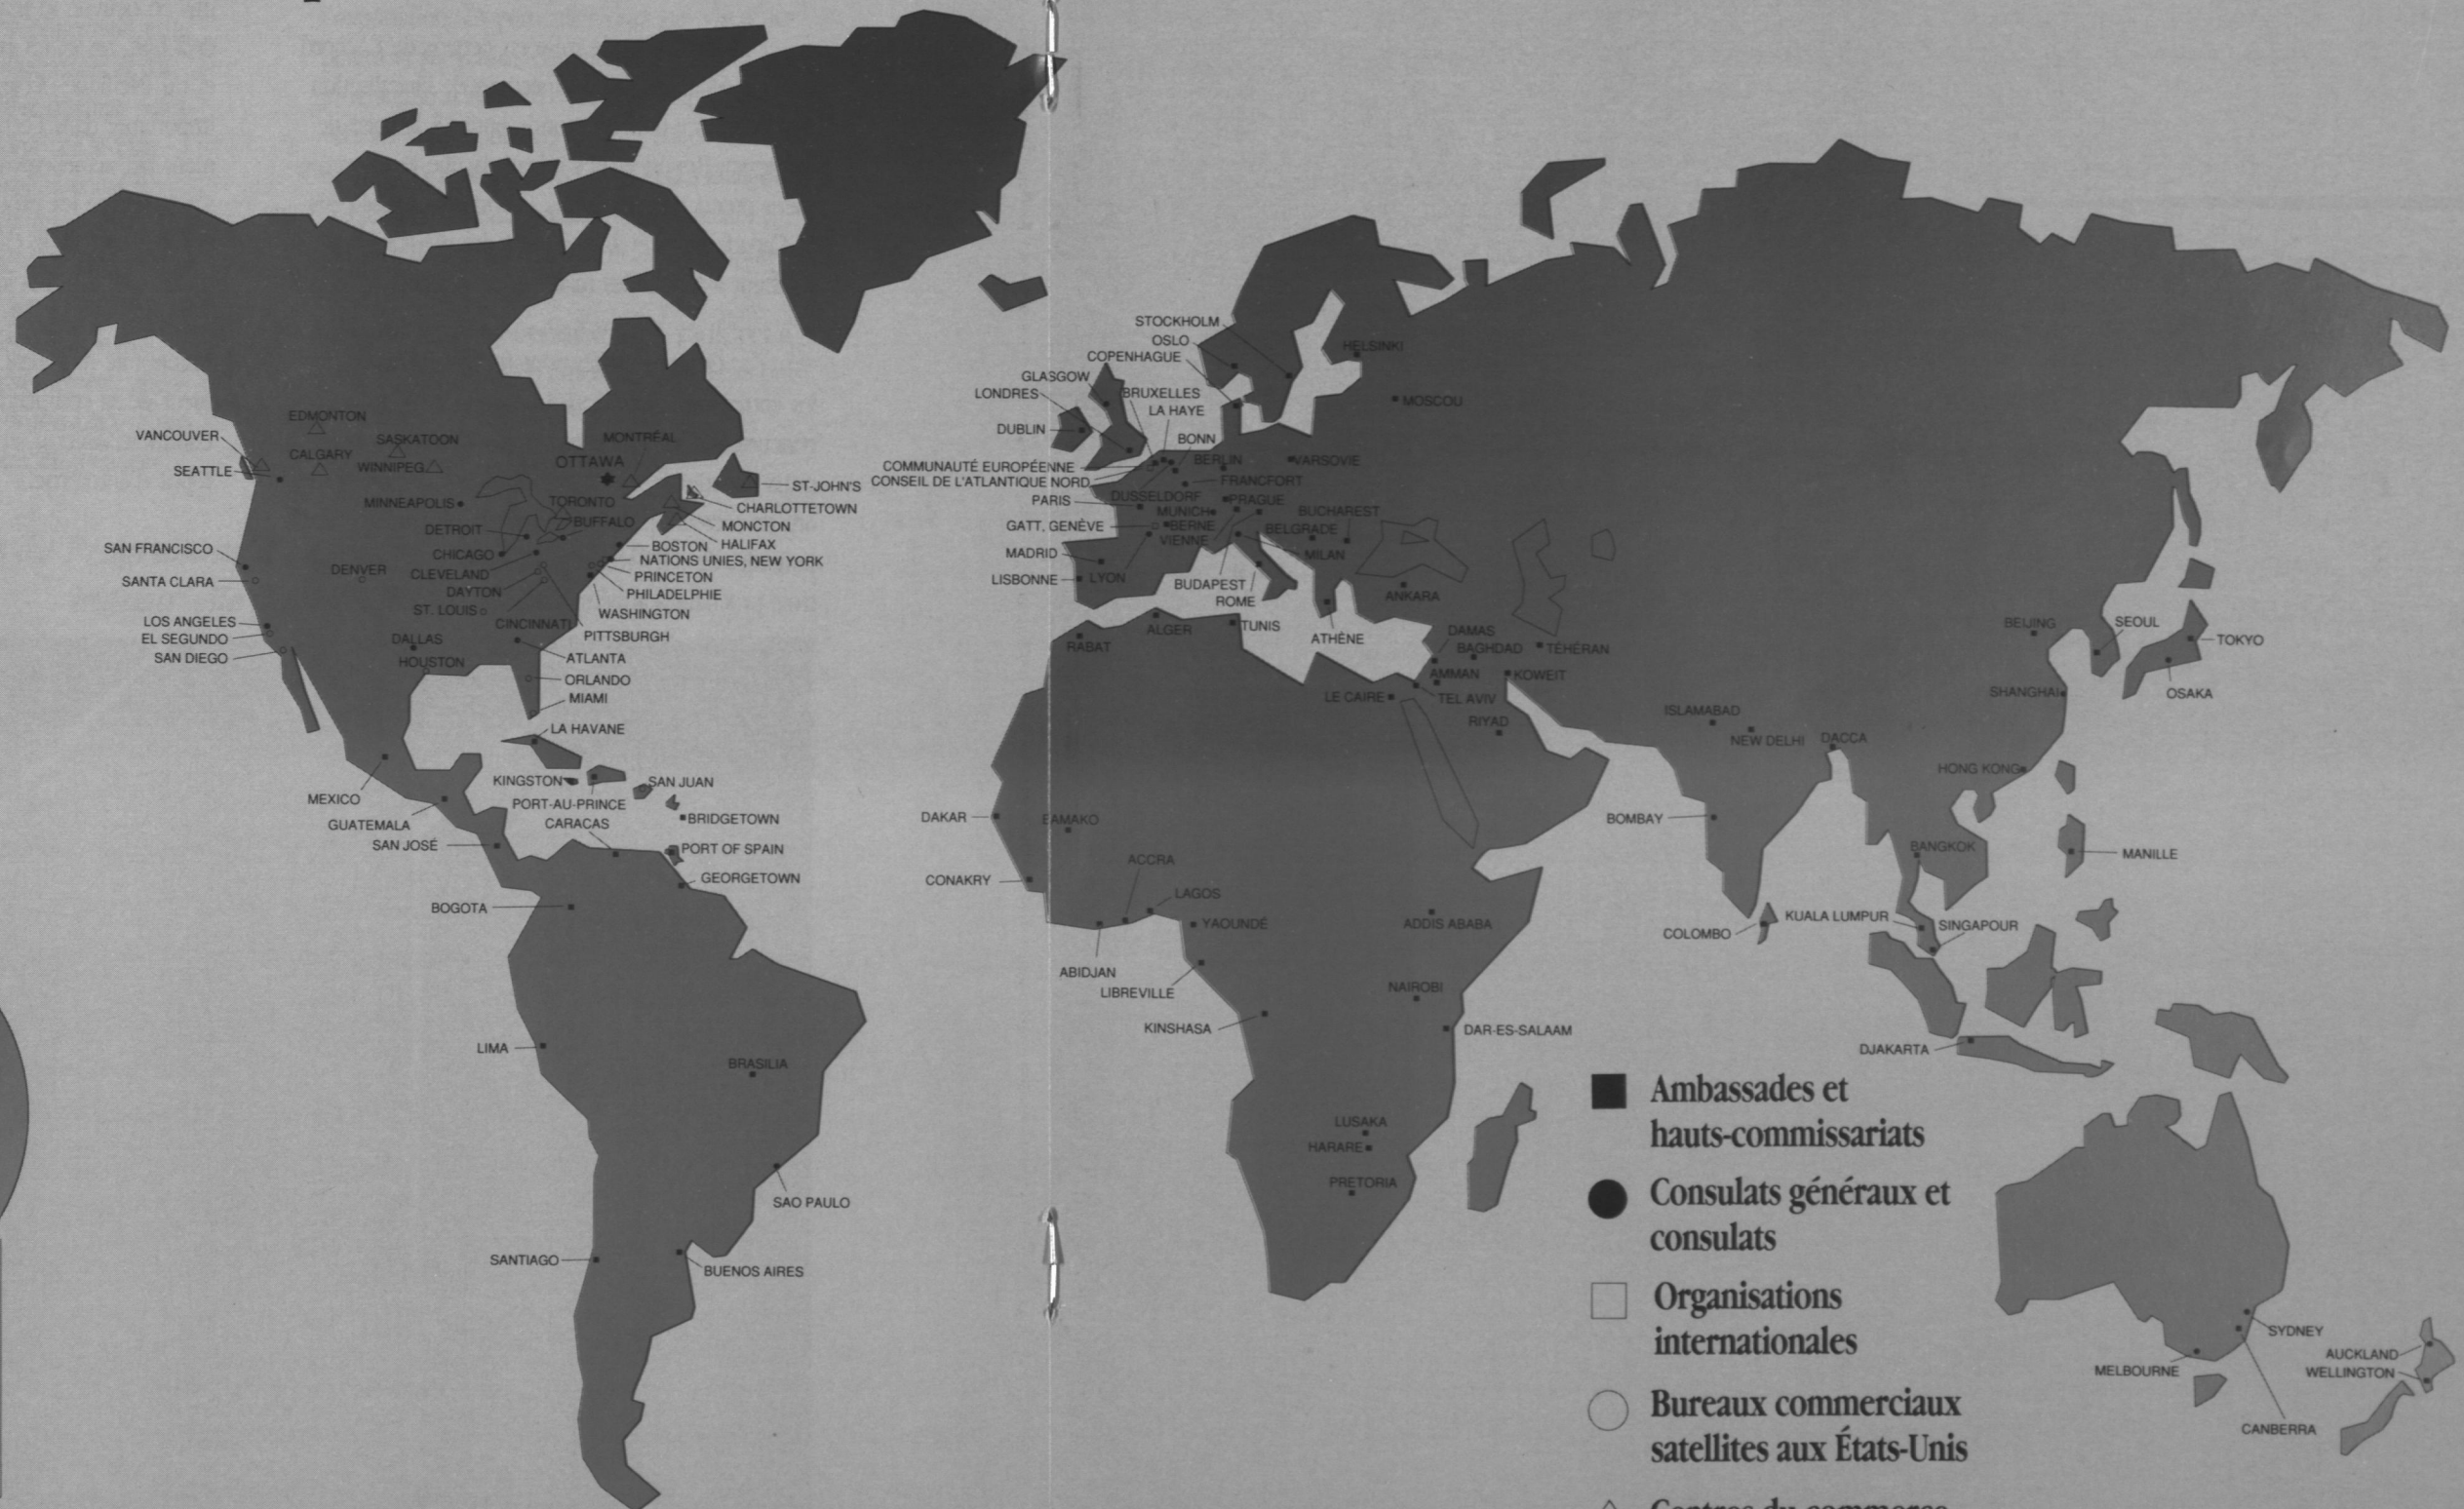 EDMONTON
VANCOUVER
SASKATOON
CALGARY
WINNIPEG
SEATTLE
MONTRÉAL
OTTAWA
MINNEAPOLIS
TORONTO
ST-JOHN'S
CHARLOTTETOWN
MONCTON
HALIFAX
BUFFALO
DETROIT
BOSTON
CHICAGO
NATIONS UNIES, NEW YORK
SAN FRANCISCO
SANTA CLARA
DENVER
CLEVELAND
PRINCETON
DAYTON
PHILADELPHIE
ST. LOUIS
WASHINGTON
CINCINNATI
PITTSBURGH
LOS ANGELES
EL SEGUNDO
SAN DIEGO
DALLAS
HOUSTON
ATLANTA
ORLANDO
MIAMI
LA HAVANE
KINGSTON
SAN JUAN
PORT-AU-PRINCE
MEXICO
GUATEMALA
SAN JOSÉ
CARACAS
BRIDGETOWN
PORT OF SPAIN
GEORGETOWN
BOGOTA
LIMA
BRASILIA
SAO PAULO
SANTIAGO
BUENOS AIRES
STOCKHOLM
OSLO
COPENHAGUE
HELSINKI
GLASGOW
LONDRES
BRUXELLES
LA HAYE
MOSCOU
DUBLIN
BONN
COMMUNAUTÉ EUROPÉENNE
BERLIN
VARSOVIE
CONSEIL DE L'ATLANTIQUE NORD
FRANCFORT
PARIS
DUSSELDORF
PRAGUE
MUNICH
BUCHAREST
GATT. GENÈVE
BERNE
BELGRADE
VIENNE
MADRID
MILAN
LISBONNE
LYON
BUDAPEST
ROME
ANKARA
RABAT
ALGER
TUNIS
ATHÈNE
DAMAS
BAGHDAD
TÉHÉRAN
AMMAN
KOWEIT
LE CAIRE
TEL AVIV
RIYAD
DAKAR
BAMAKO
CONAKRY
ACCRA
LAGOS
YAOUNDÉ
ADDIS ABABA
ABIDJAN
LIBREVILLE
KINSHASA
NAIROBI
DAR-ES-SALAAM
LUSAKA
HARARE
PRETORIA
BEIJING
SEOUL
TOKYO
SHANGHAI
OSAKA
ISLAMABAD
NEW DELHI
DACCA
HONG KONG
BOMBAY
BANGKOK
MANILLE
COLOMBO
KUALA LUMPUR
SINGAPOUR
DJAKARTA
SYDNEY
MELBOURNE
AUCKLAND
WELLINGTON
CANBERRA
Ambassades et
hauts-commissariats
Consulats généraux et
consulats
Organisations
internationales
Bureaux commerciaux
satellites aux États-Unis
Centres du commerce